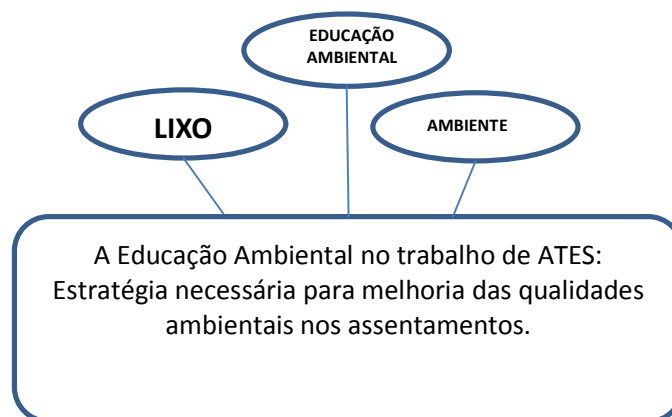 EDUCAÇÃO
AMBIENTAL
LIXO
AMBIENTE
A Educação Ambiental no trabalho de ATES:
Estratégia necessária para melhoria das qualidades
ambientais nos assentamentos.